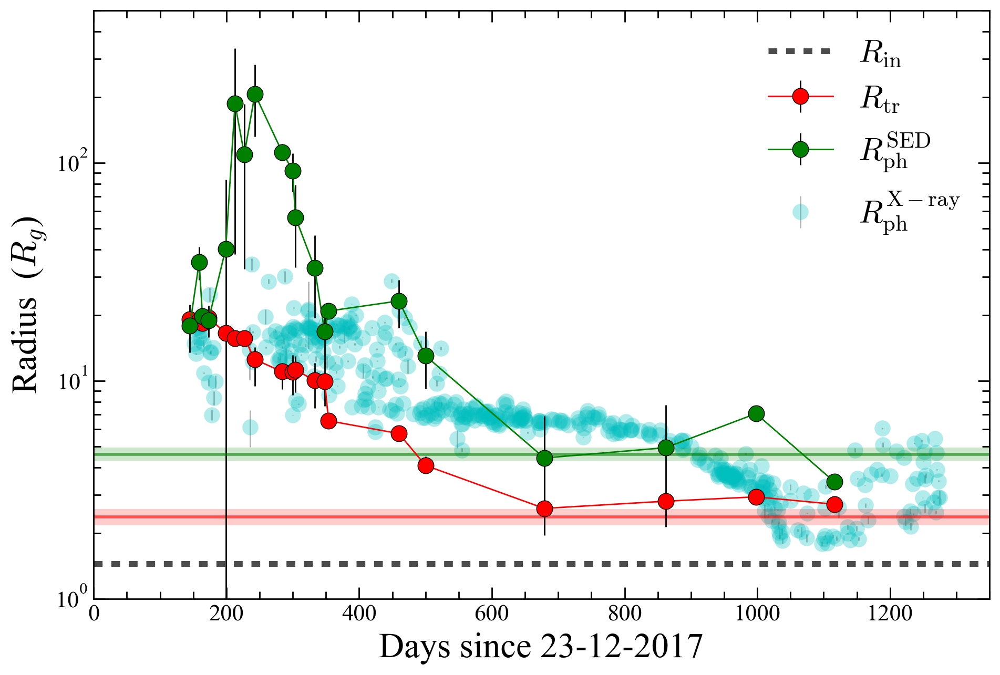 R_in
R_tr
R_ph^SED
R_ph^X−ray
Radius (R_g)
10^2
10^1
10^0
0 200 400 600 800 1000 1200
Days since 23-12-2017